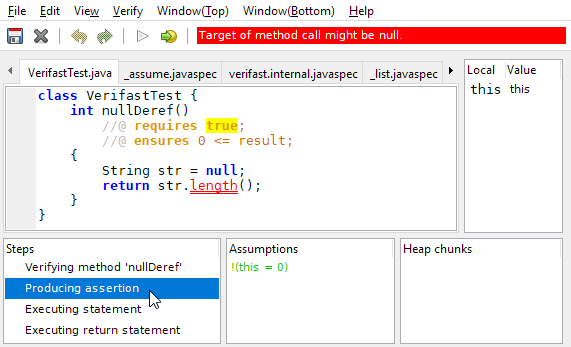 File Edit View Verify Window(Top) Window(Bottom) Help
Target of method call might be null.
VerifastTest.java _assume.javaspec verifast.internal.javaspec _list.javaspec
Local Value
this this
class VerifastTest {
int nullDeref()
//@ requires true;
//@ ensures 0 <= result;
{
String str = null;
return str.length();
}
}
Steps
Verifying method 'nullDeref'
Producing assertion
Executing statement
Executing return statement
Assumptions
!(this = 0)
Heap chunks